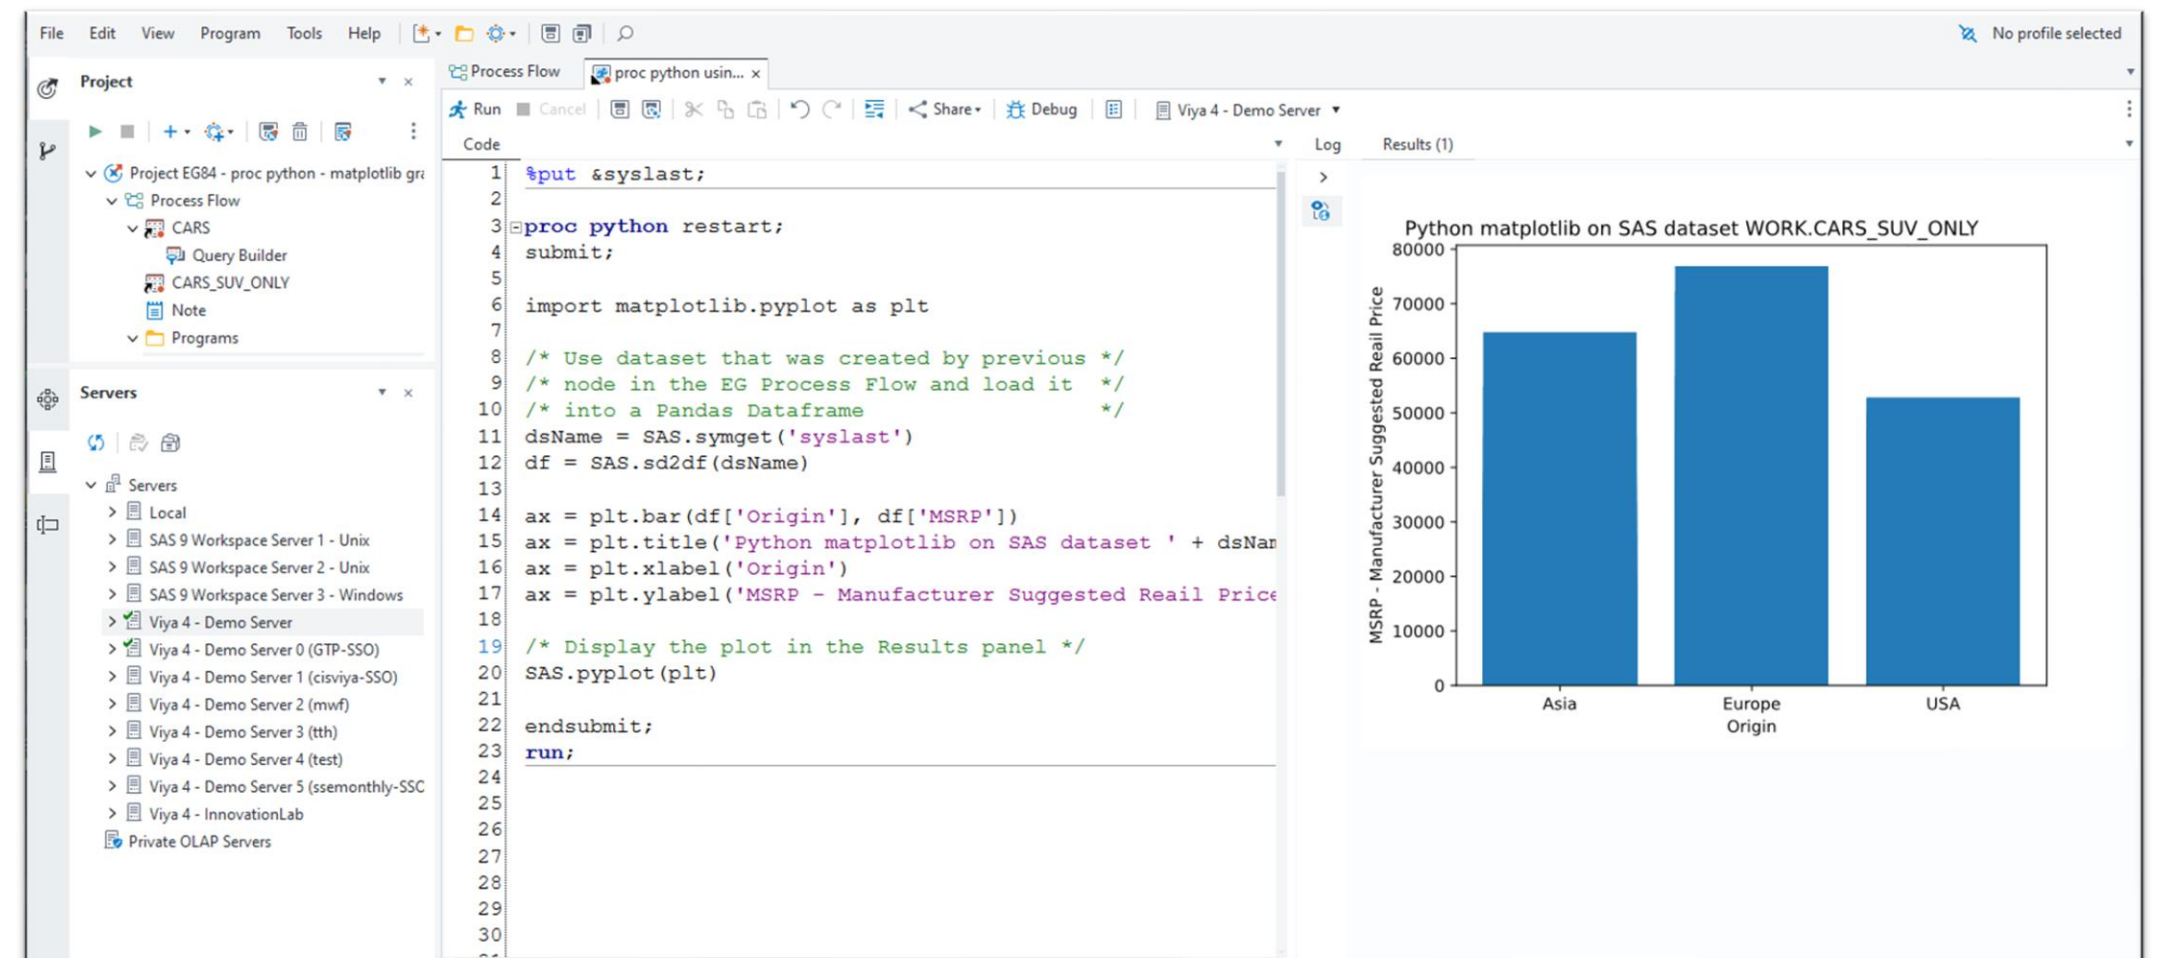 File Edit View Program Tools Help No profile selected
Project
Project EG84 - proc python - matplotlib gra
Process Flow
CARS
Query Builder
CARS_SUV_ONLY
Note
Programs
Servers
Servers
Local
SAS 9 Workspace Server 1 - Unix
SAS 9 Workspace Server 2 - Unix
SAS 9 Workspace Server 3 - Windows
Viya 4 - Demo Server
Viya 4 - Demo Server 0 (GTP-SSO)
Viya 4 - Demo Server 1 (cisviya-SSO)
Viya 4 - Demo Server 2 (mwf)
Viya 4 - Demo Server 3 (tth)
Viya 4 - Demo Server 4 (test)
Viya 4 - Demo Server 5 (ssemonthly-SSO
Viya 4 - InnovationLab
Private OLAP Servers
Process Flow proc python usin...
Run Cancel Share Debug Viya 4 - Demo Server
Code
1 %put &syslast;
2
3 proc python restart;
4 submit;
5
6 import matplotlib.pyplot as plt
7
8 /* Use dataset that was created by previous */
9 /* node in the EG Process Flow and load it */
10 /* into a Pandas Dataframe */
11 dsName = SAS.symget('syslast')
12 df = SAS.sd2df(dsName)
13
14 ax = plt.bar(df['Origin'], df['MSRP'])
15 ax = plt.title('Python matplotlib on SAS dataset ' + dsNam
16 ax = plt.xlabel('Origin')
17 ax = plt.ylabel('MSRP - Manufacturer Suggested Reail Price
18
19 /* Display the plot in the Results panel */
20 SAS.pyplot(plt)
21
22 endsubmit;
23 run;
24
25
26
27
28
29
30
Log Results (1)
Python matplotlib on SAS dataset WORK.CARS_SUV_ONLY
MSRP - Manufacturer Suggested Reail Price
80000
70000
60000
50000
40000
30000
20000
10000
0
Asia Europe USA
Origin